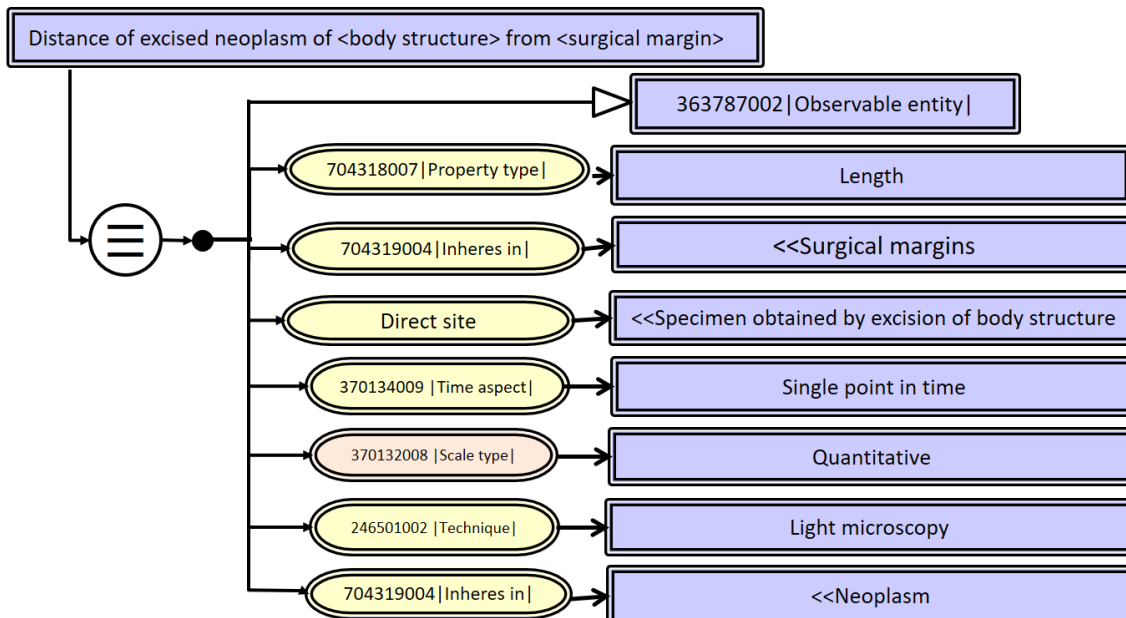 Distance of excised neoplasm of <body structure> from <surgical margin>
363787002|Observable entity|
704318007|Property type|
Length
704319004|Inheres in|
<<Surgical margins
Direct site
<<Specimen obtained by excision of body structure
370134009 |Time aspect|
Single point in time
370132008 |Scale type|
Quantitative
246501002 |Technique|
Light microscopy
704319004|Inheres in|
<<Neoplasm